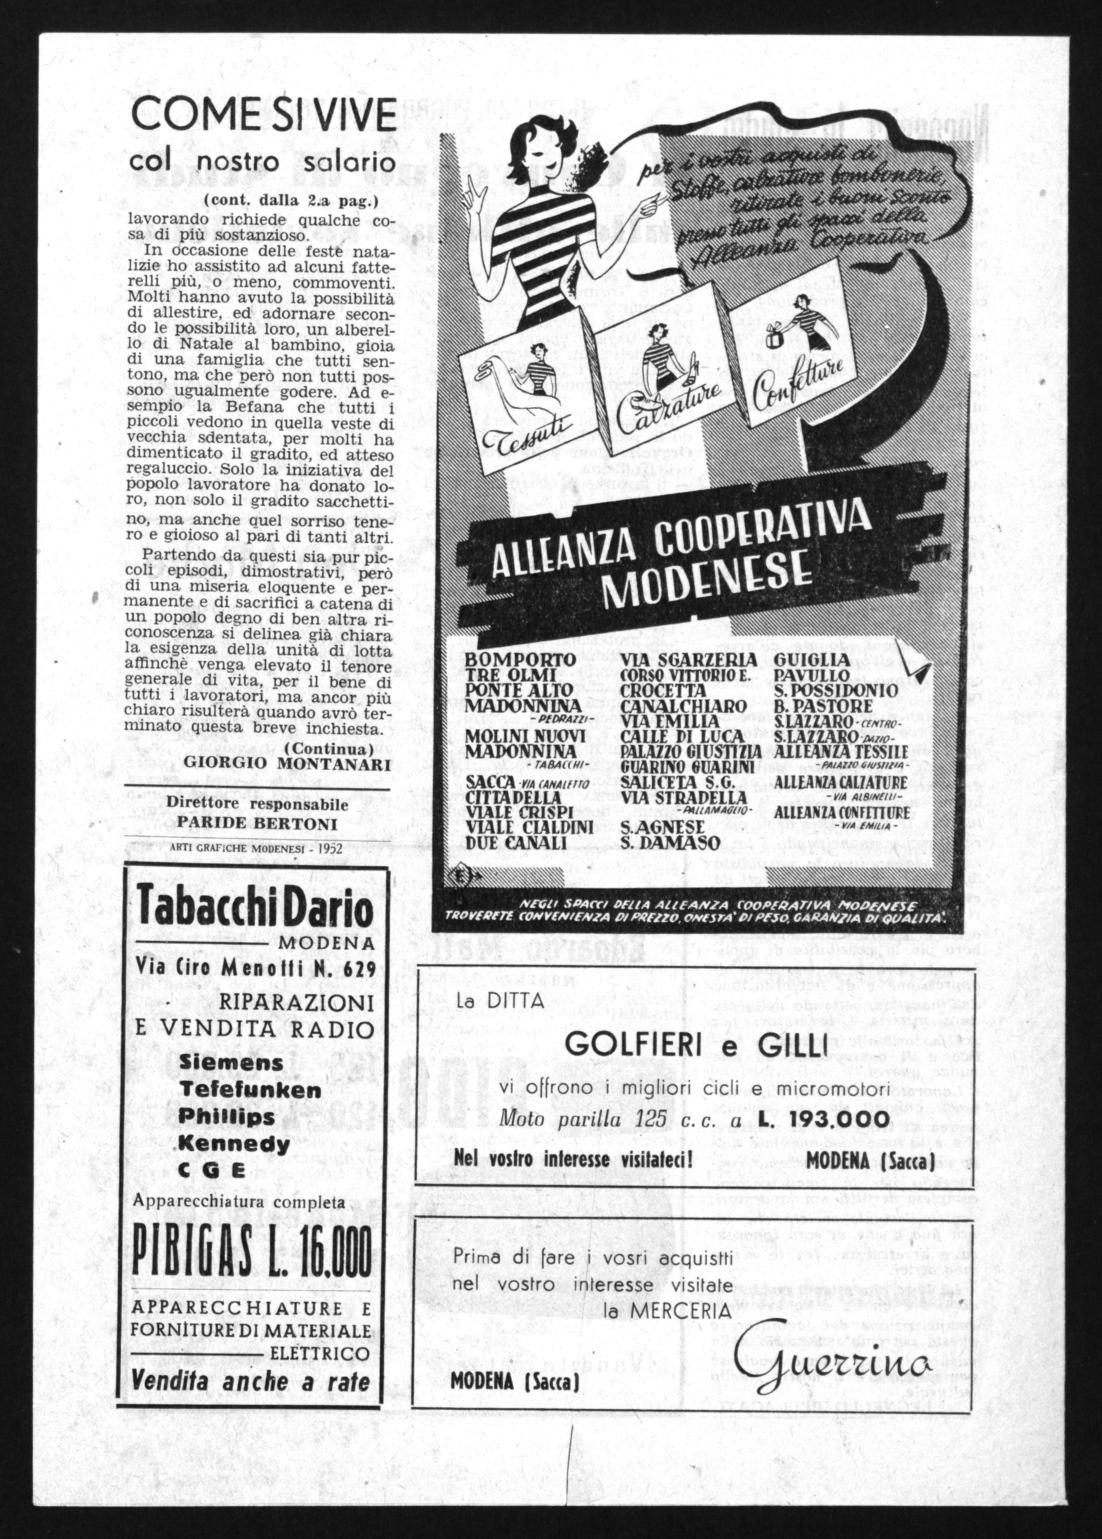 COME SI VIVE
col nostro salario
(cont. dalla 2.a pag.)
lavorando richiede qualche co-
sa di più sostanzioso.
In occasione delle feste nata-
lizie ho assistito ad alcuni fatte-
relli più, o meno, commoventi.
Molti hanno avuto la possibilità
di allestire, ed adornare secon-
do le possibilità loro, un alberel-
lo di Natale al bambino, gioia
di una famiglia che tutti sen-
tono, ma che però non tutti pos-
sono ugualmente godere. Ad e-
sempio la Befana che tutti i
piccoli vedono in quella veste di
vecchia sdentata, per molti ha
dimenticato il gradito, ed atteso
regaluccio. Solo la iniziativa del
popolo lavoratore ha donato lo-
ro, non solo il gradito sacchetti-
no, ma anche quel sorriso tene-
ro e gioioso al pari di tanti altri.
Partendo da questi sia pur pic-
coli episodi, dimostrativi, però
di una miseria eloquente e per-
manente e di sacrifici a catena di
un popolo degno di ben altra ri-
conoscenza si delinea già chiara
la esigenza della unità di lotta
affinchè venga elevato il tenore
generale di vita, per il bene di
tutti i lavoratori, ma ancor più
chiaro risulterà quando avrò ter-
minato questa breve inchiesta.
(Continua)
GIORGIO MONTANARI
Direttore responsabile
PARIDE BERTONI
ARTI GRAFICHE MODENESI - 1952
Tabacchi Dario
MODENA
Via Ciro Menotti N. 629
RIPARAZIONI
E VENDITA RADIO
Siemens
Tefefunken
Phillips
Kennedy
C G E
Apparecchiatura completa
PIBIGAS L. 16.000
APPARECCHIATURE E
FORNITURE DI MATERIALE
ELETTRICO
Vendita anche a rate
per i vostri acquisti di
Stoffe, calzature bombonerie,
ritirate i buoni sconto
presso tutti gli spacci della
Alleanza Cooperativa
Tessuti
Calzature
Confetture
ALLEANZA COOPERATIVA
MODENESE
BOMPORTO
TRE OLMI
PONTE ALTO
MADONNINA
- PEDRAZZI -
MOLINI NUOVI
MADONNINA
- TABACCHI -
SACCA - VIA CANALETTO
CITTADELLA
VIALE CRISPI
VIALE CIALDINI
DUE CANALI
VIA SGARZERIA
CORSO VITTORIO E.
CROCETTA
CANALCHIARO
VIA EMILIA
CALLE DI LUCA
PALAZZO GIUSTIZIA
GUARINO GUARINI
SALICETA S.G.
VIA STRADELLA
- PALLAMAGLIO -
S. AGNESE
S. DAMASO
GUIGLIA
PAVULLO
S. POSSIDONIO
B. PASTORE
S. LAZZARO - CENTRO -
S. LAZZARO - DAZIO -
ALLEANZA TESSILE
- PALAZZO GIUSTIZIA -
ALLEANZA CALZATURE
- VIA ALBINELLI -
ALLEANZA CONFETTURE
- VIA EMILIA -
E
NEGLI SPACCI DELLA ALLEANZA COOPERATIVA MODENESE
TROVERETE CONVENIENZA DI PREZZO, ONESTA' DI PESO, GARANZIA DI QUALITA'.
La DITTA
GOLFIERI e GILLI
vi offrono i migliori cicli e micromotori
Moto parilla 125 c. c. a L. 193.000
Nel vostro interesse visitateci!
MODENA (Sacca)
Prima di fare i vosri acquistti
nel vostro interesse visitate
la MERCERIA
Guerrino
MODENA (Sacca)